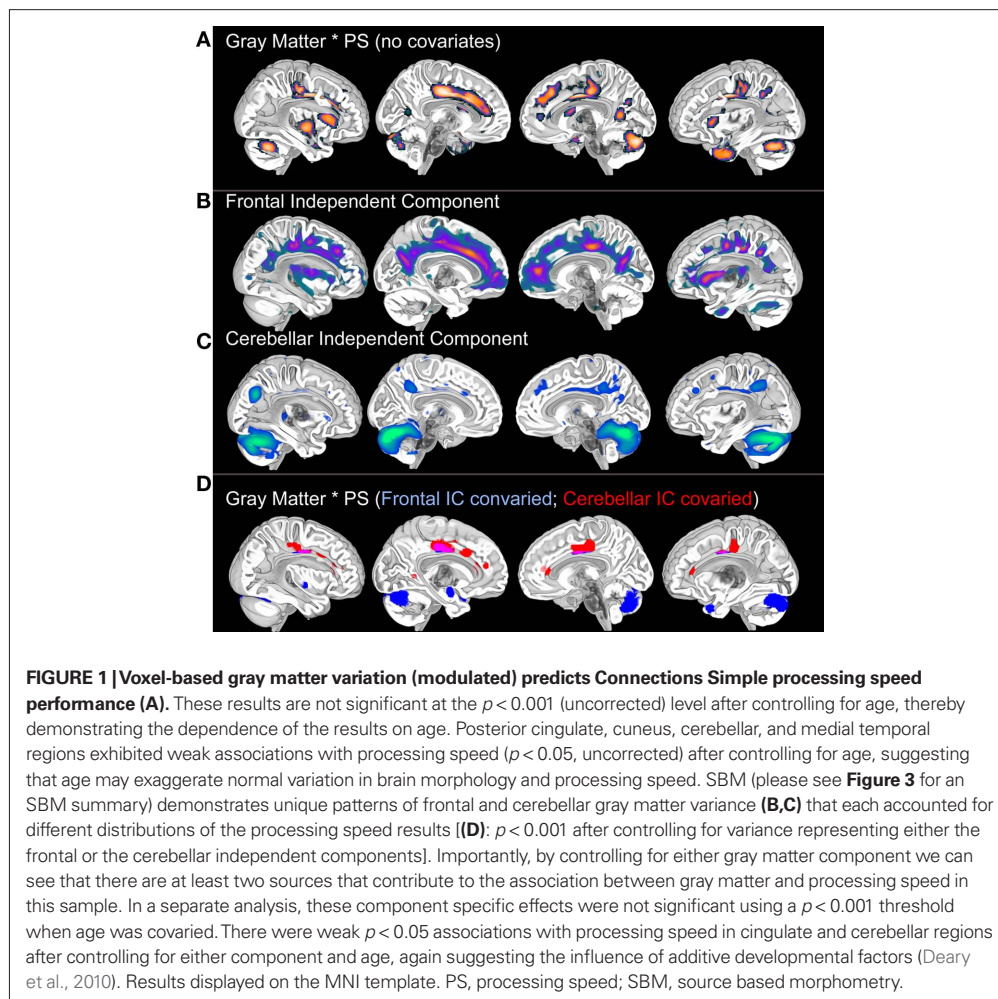 A Gray Matter * PS (no covariates)
B Frontal Independent Component
C Cerebellar Independent Component
D Gray Matter * PS (Frontal IC convaried; Cerebellar IC covaried)
FIGURE 1 | Voxel-based gray matter variation (modulated) predicts Connections Simple processing speed
performance (A). These results are not significant at the p < 0.001 (uncorrected) level after controlling for age, thereby
demonstrating the dependence of the results on age. Posterior cingulate, cuneus, cerebellar, and medial temporal
regions exhibited weak associations with processing speed (p < 0.05, uncorrected) after controlling for age, suggesting
that age may exaggerate normal variation in brain morphology and processing speed. SBM (please see Figure 3 for an
SBM summary) demonstrates unique patterns of frontal and cerebellar gray matter variance (B,C) that each accounted for
different distributions of the processing speed results [(D): p < 0.001 after controlling for variance representing either the
frontal or the cerebellar independent components]. Importantly, by controlling for either gray matter component we can
see that there are at least two sources that contribute to the association between gray matter and processing speed in
this sample. In a separate analysis, these component specific effects were not significant using a p < 0.001 threshold
when age was covaried. There were weak p < 0.05 associations with processing speed in cingulate and cerebellar regions
after controlling for either component and age, again suggesting the influence of additive developmental factors (Deary
et al., 2010). Results displayed on the MNI template. PS, processing speed; SBM, source based morphometry.